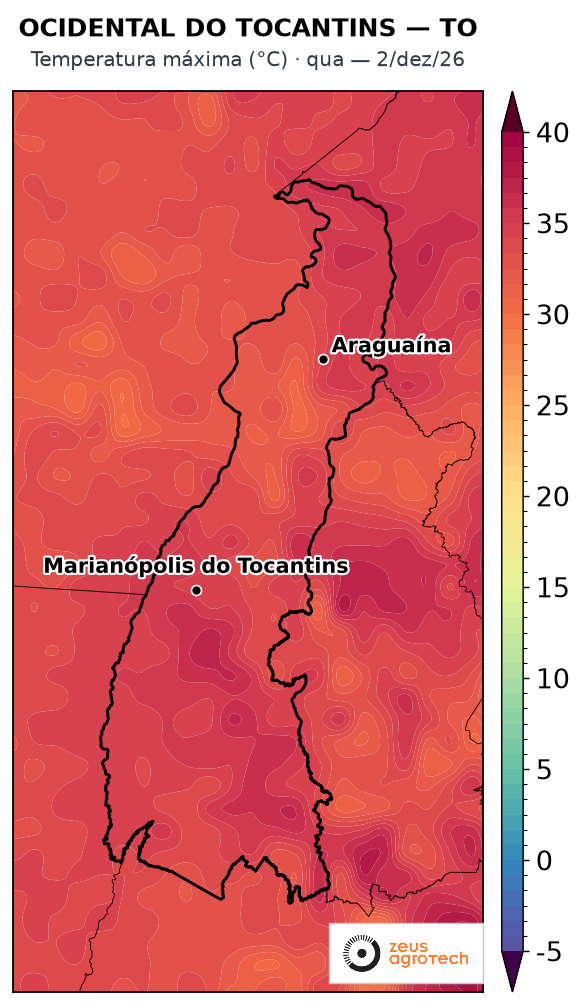 OCIDENTAL DO TOCANTINS — TO
Temperatura máxima (°C) · qua — 2/dez/26
40
35
30
25
20
15
10
5
0
-5
Araguaína
Marianópolis do Tocantins
zeus
agrotech